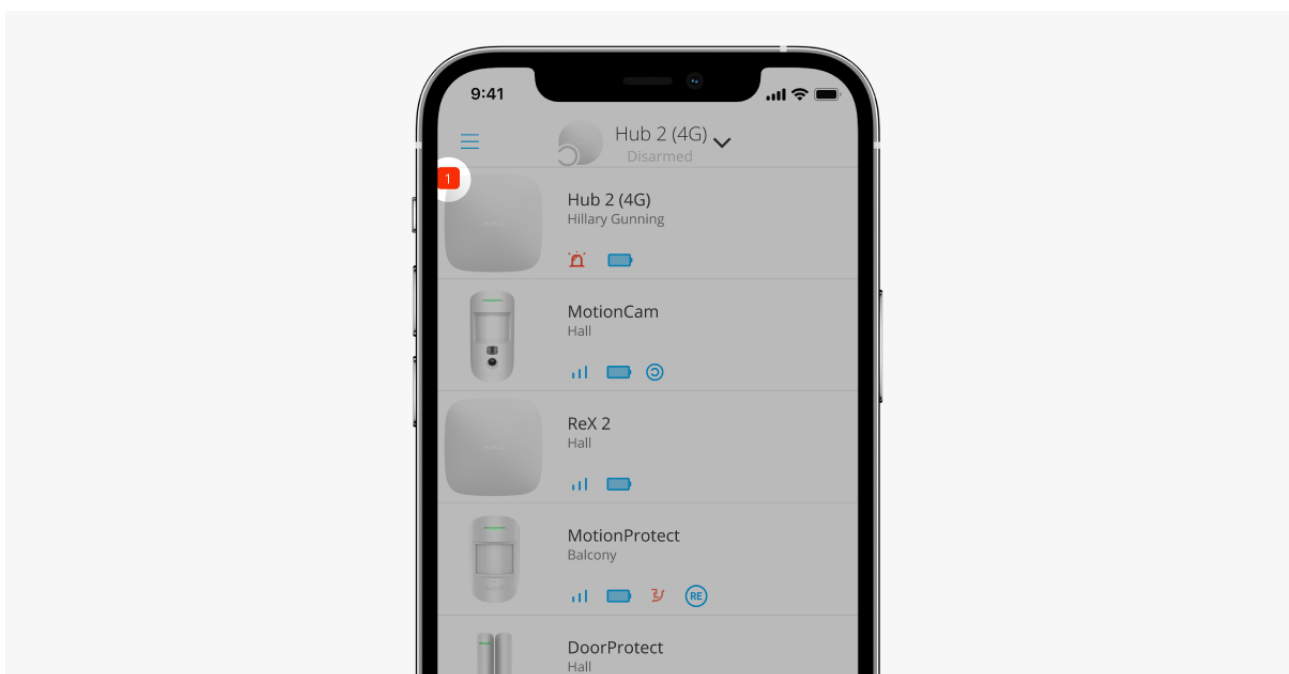 9:41
Hub 2 (4G)
Disarmed
1
Hub 2 (4G)
Hillary Gunning
MotionCam
Hall
ReX 2
Hall
MotionProtect
Balcony
RE
DoorProtect
Hall